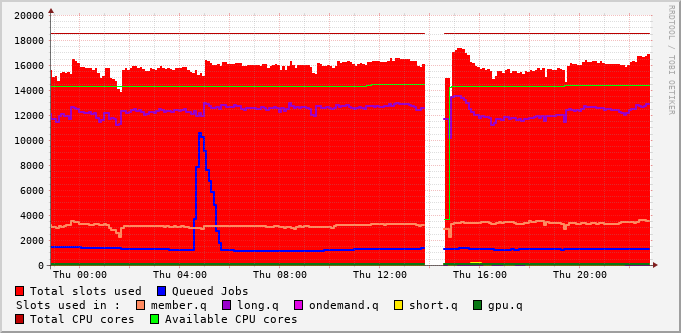 20000
18000
16000
14000
12000
10000
8000
6000
4000
2000
0
Thu 00:00 Thu 04:00 Thu 08:00 Thu 12:00 Thu 16:00 Thu 20:00
Total slots used Queued Jobs
Slots used in : member.q long.q ondemand.q short.q gpu.q
Total CPU cores Available CPU cores
RRDTOOL / TOBI OETIKER